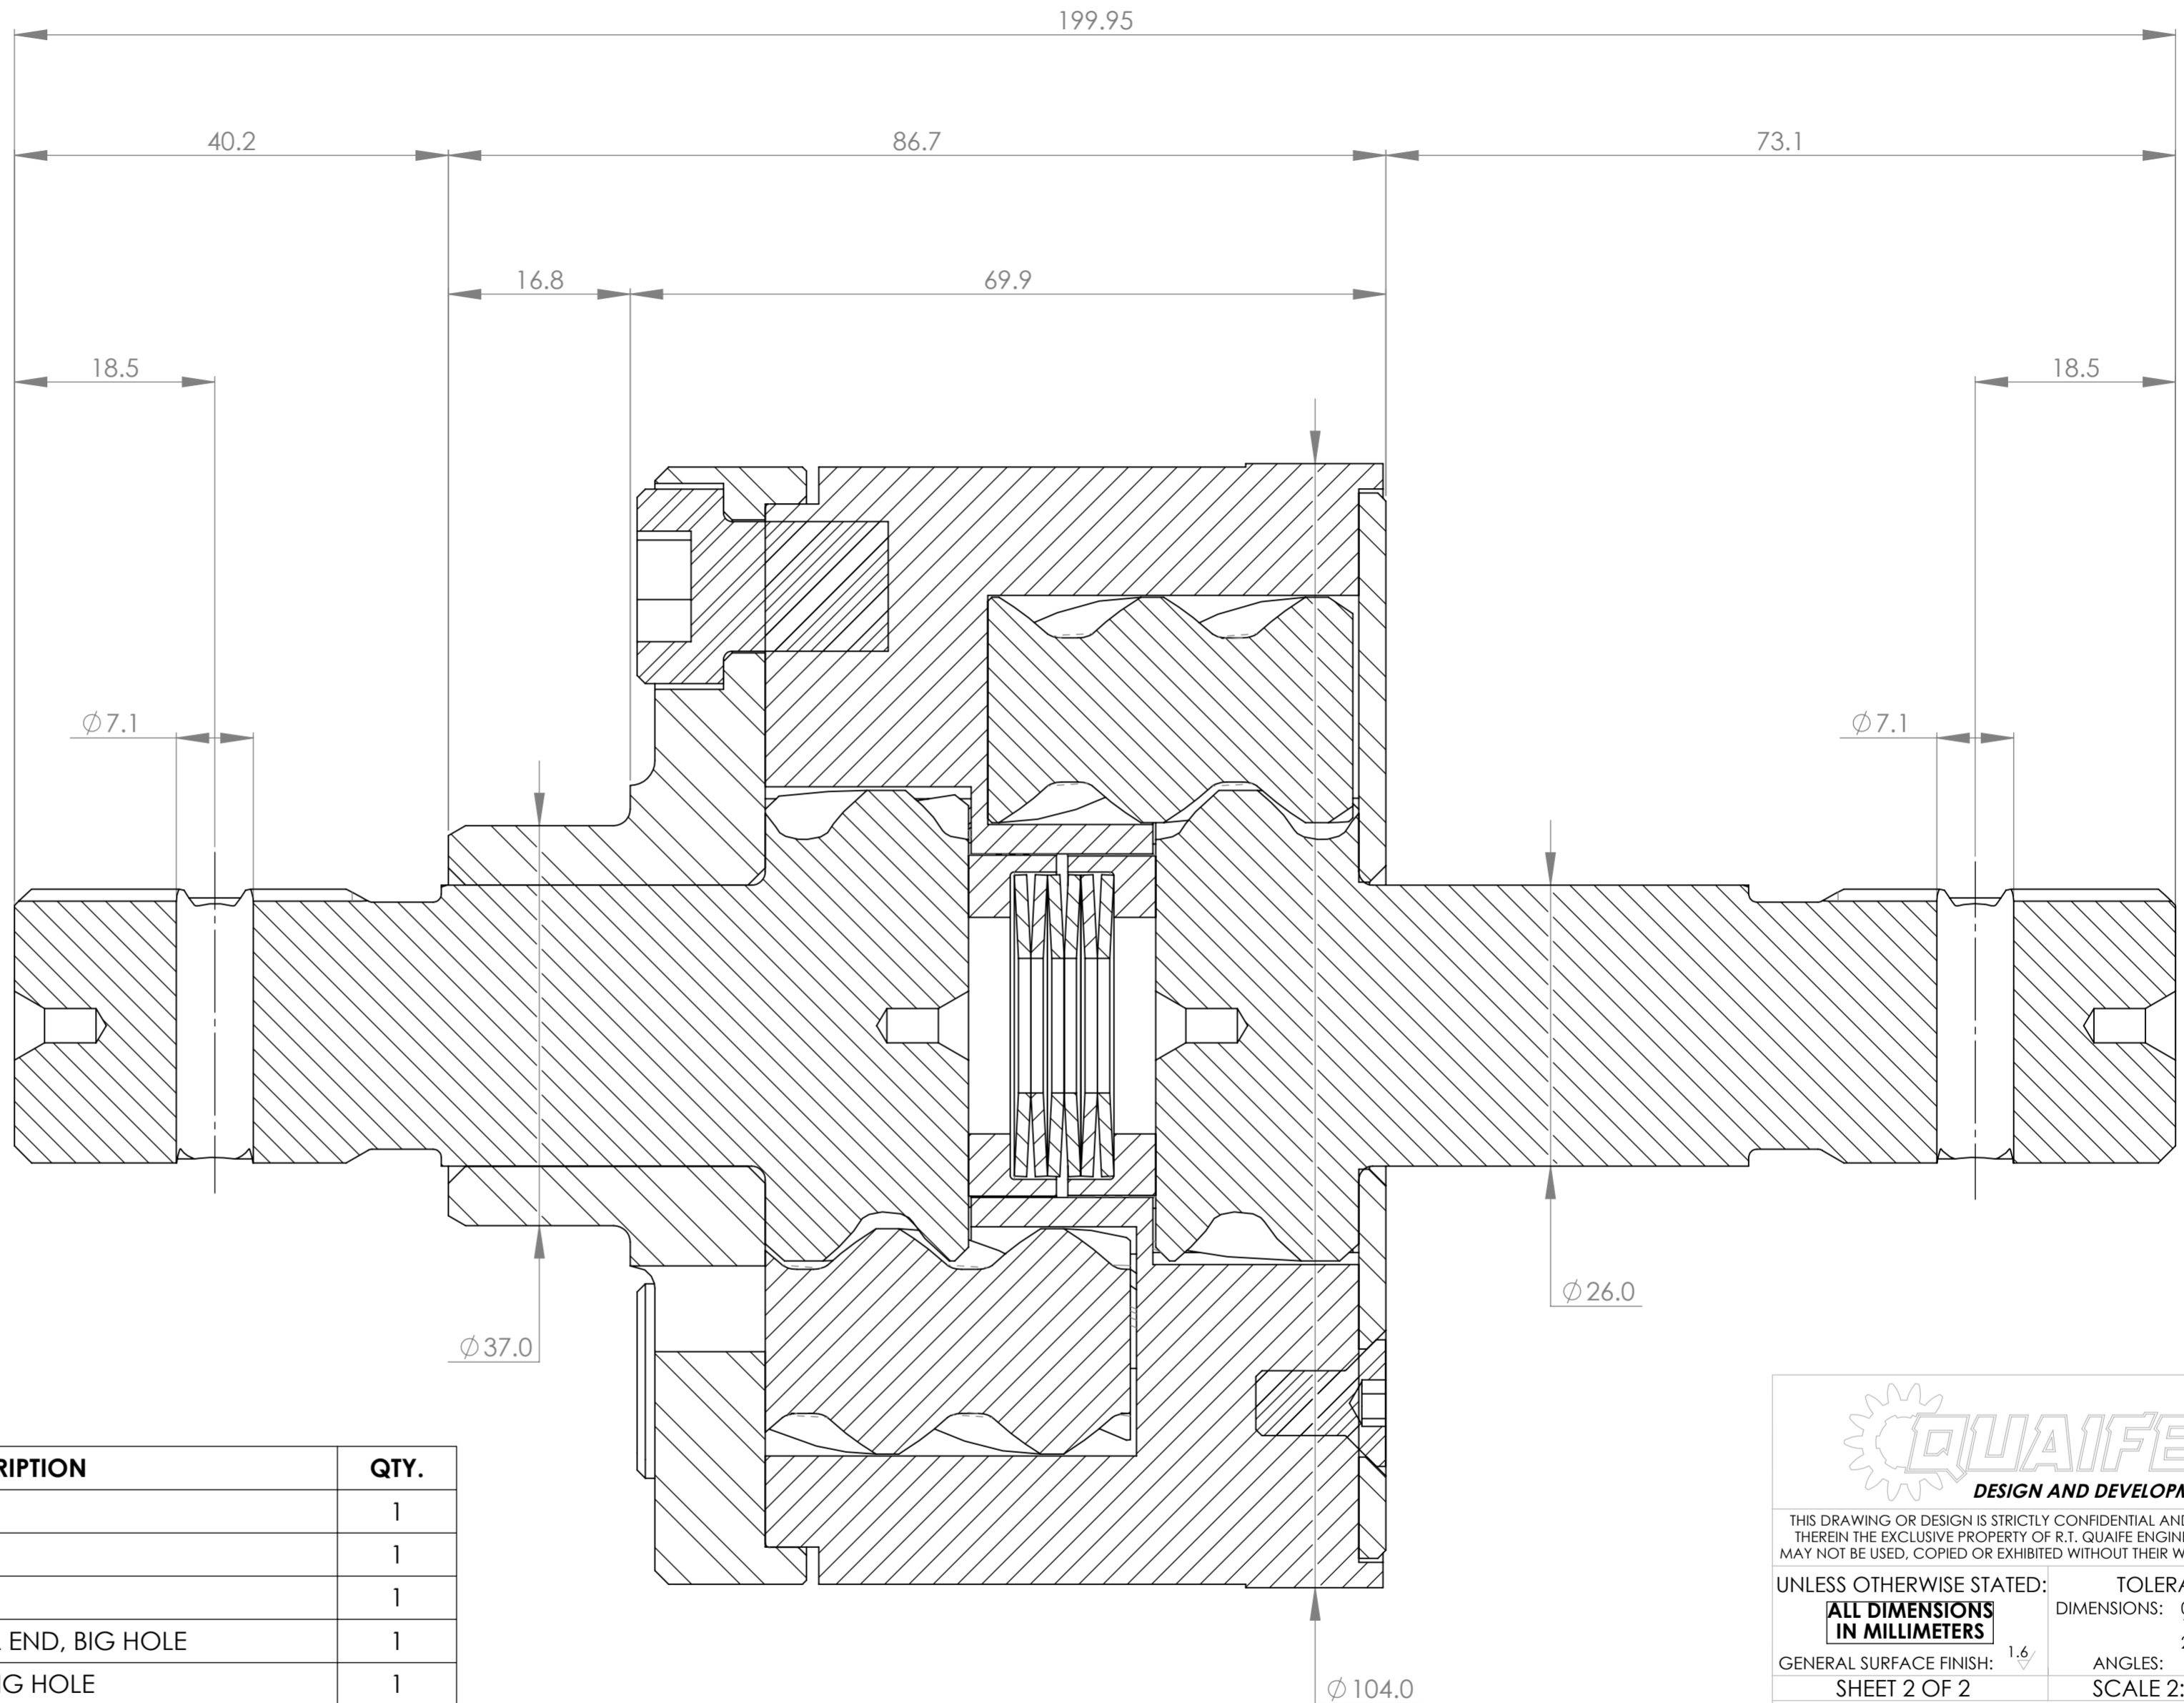 199.95
40.2
86.7
73.1
16.8
69.9
18.5
18.5
⌀7.1
⌀7.1
⌀26.0
⌀37.0
⌀104.0
QTY.
1
1
1
END, BIG HOLE 1
HOLE 1
QUAIFE
DESIGN AND
THIS DRAWING OR DESIGN IS STRICTLY CONFIDENTIAL AND
THEREIN THE EXCLUSIVE PROPERTY OF R.T. QUAIFE
MAY NOT BE USED, COPIED OR EXHIBITED WITHOUT THEIR
UNLESS OTHERWISE STATED:
ALL DIMENSIONS
IN MILLIMETERS
DIMENSIONS:
GENERAL SURFACE FINISH: 1.6
ANGLES:
SHEET 2 OF 2
SCALE 2: